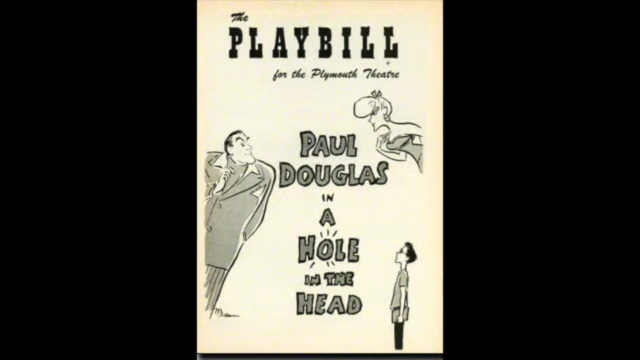 The
PLAYBILL
for the Plymouth Theatre
PAUL
DOUGLAS
IN
A
HOLE
IN THE
HEAD